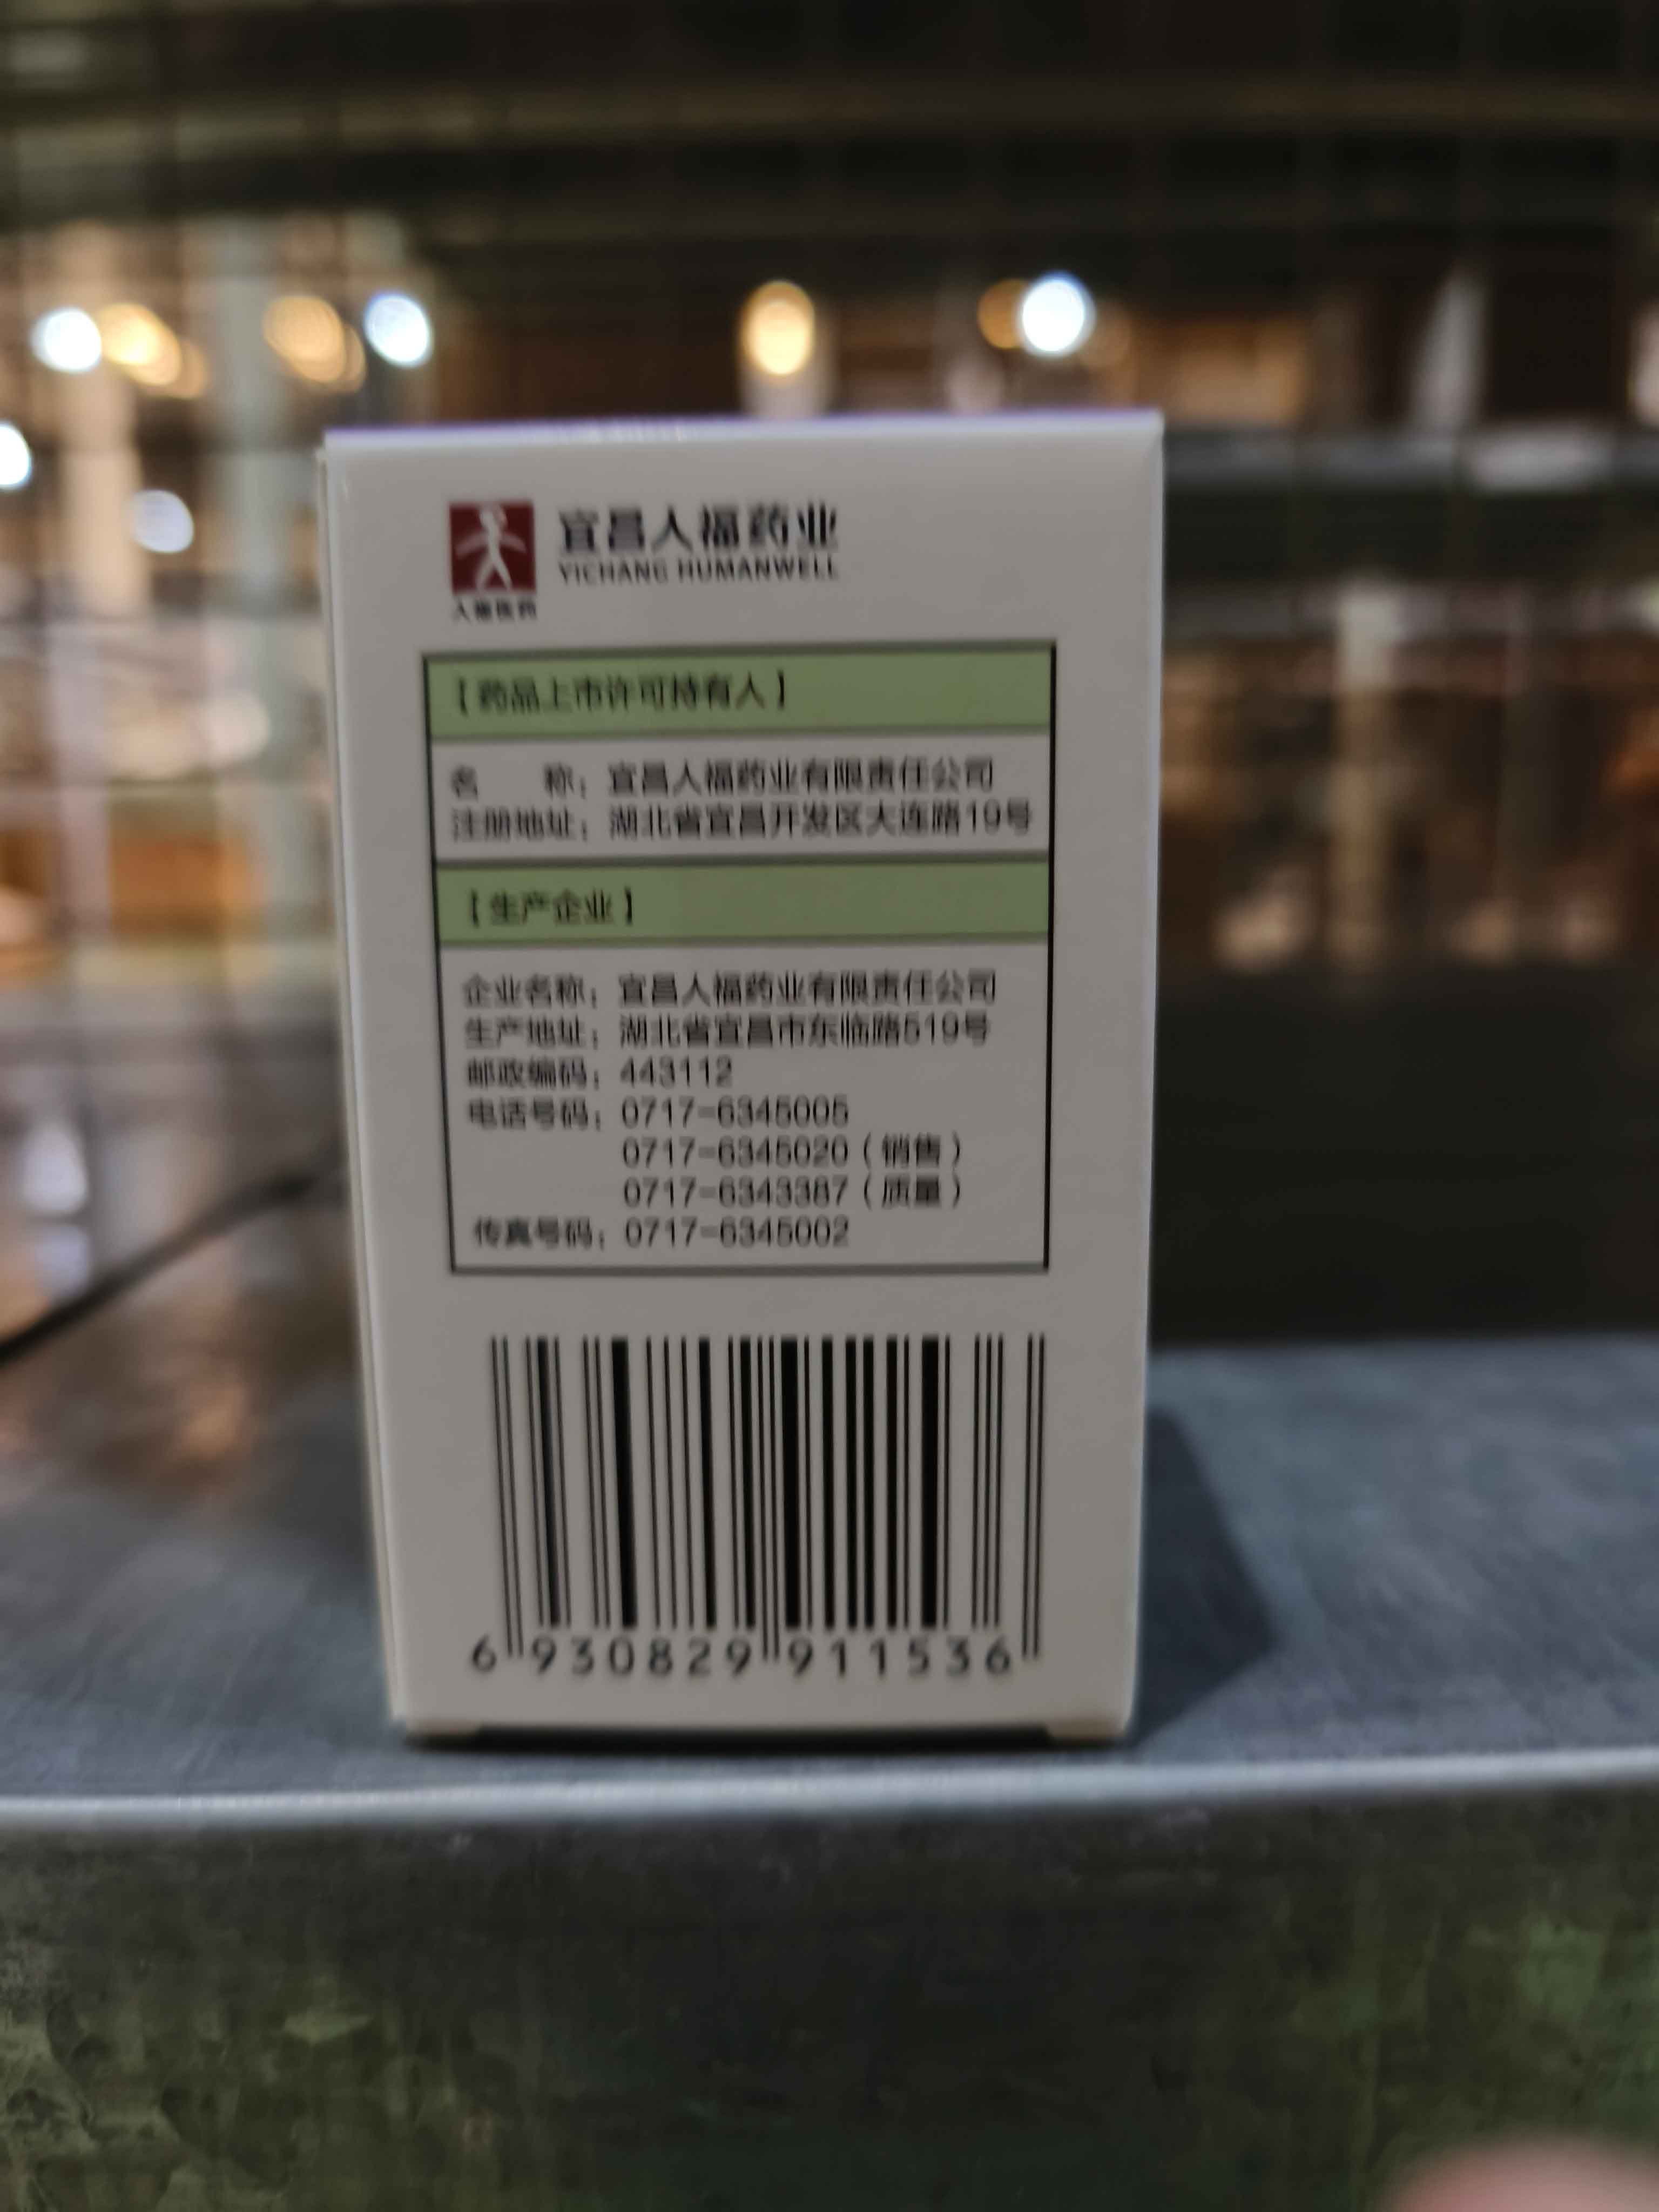 宜昌人福药业
YICHANG HUMANWELL
人福医药
【药品上市许可持有人】
名 称：宜昌人福药业有限责任公司
注册地址：湖北省宜昌开发区大连路19号
【生产企业】
企业名称：宜昌人福药业有限责任公司
生产地址：湖北省宜昌市东临路519号
邮政编码：443112
电话号码：0717-6345005
0717-6345020（销售）
0717-6343387（质量）
传真号码：0717-6345002
6 930829 911536